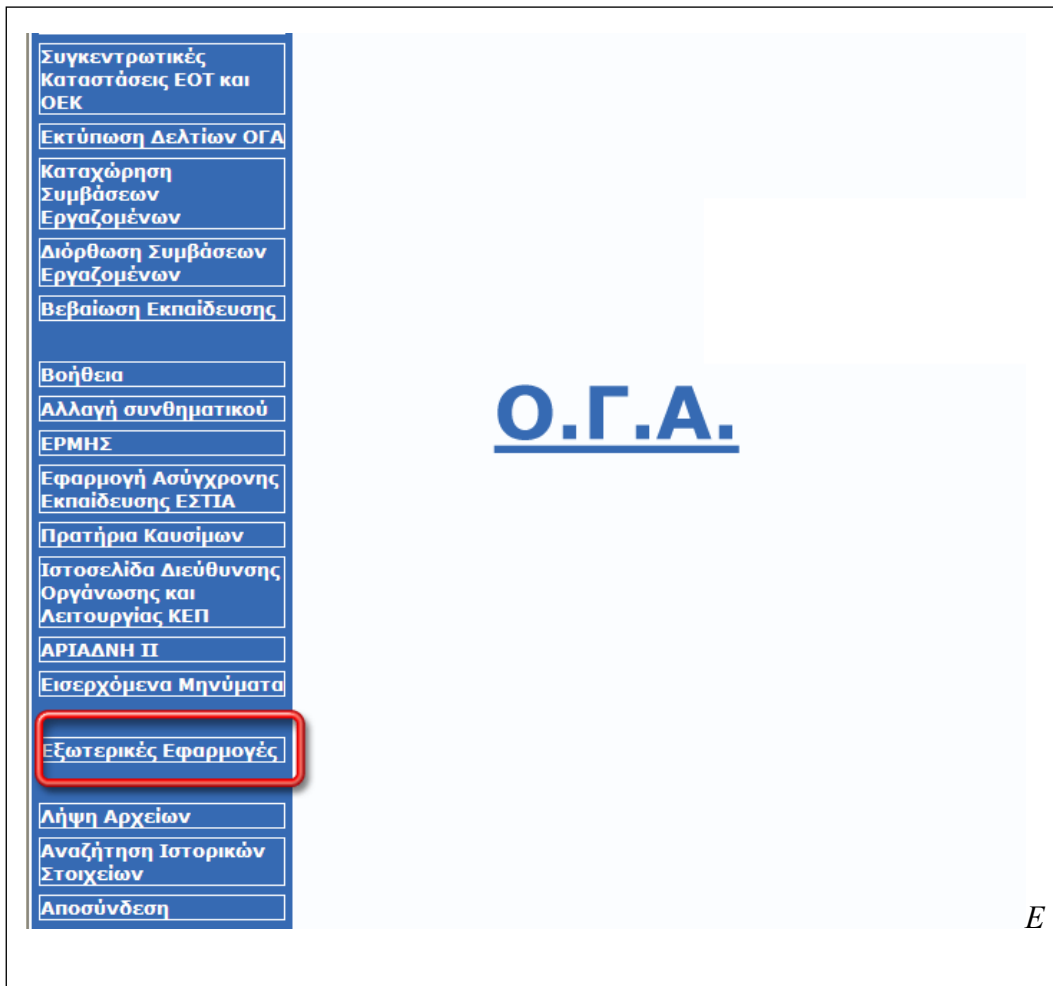 Συγκεντρωτικές
Καταστάσεις ΕΟΤ και
ΟΕΚ
Εκτύπωση Δελτίων ΟΓΑ
Καταχώρηση
Συμβάσεων
Εργαζομένων
Διόρθωση Συμβάσεων
Εργαζομένων
Βεβαίωση Εκπαίδευσης
Βοήθεια
Αλλαγή συνθηματικού
ΕΡΜΗΣ
Εφαρμογή Ασύγχρονης
Εκπαίδευσης ΕΣΤΙΑ
Πρατήρια Καυσίμων
Ιστοσελίδα Διεύθυνσης
Οργάνωσης και
Λειτουργίας ΚΕΠ
ΑΡΙΑΔΝΗ ΙΙ
Εισερχόμενα Μηνύματα
Εξωτερικές Εφαρμογές
Λήψη Αρχείων
Αναζήτηση Ιστορικών
Στοιχείων
Αποσύνδεση
Ο.Γ.Α.
Ε